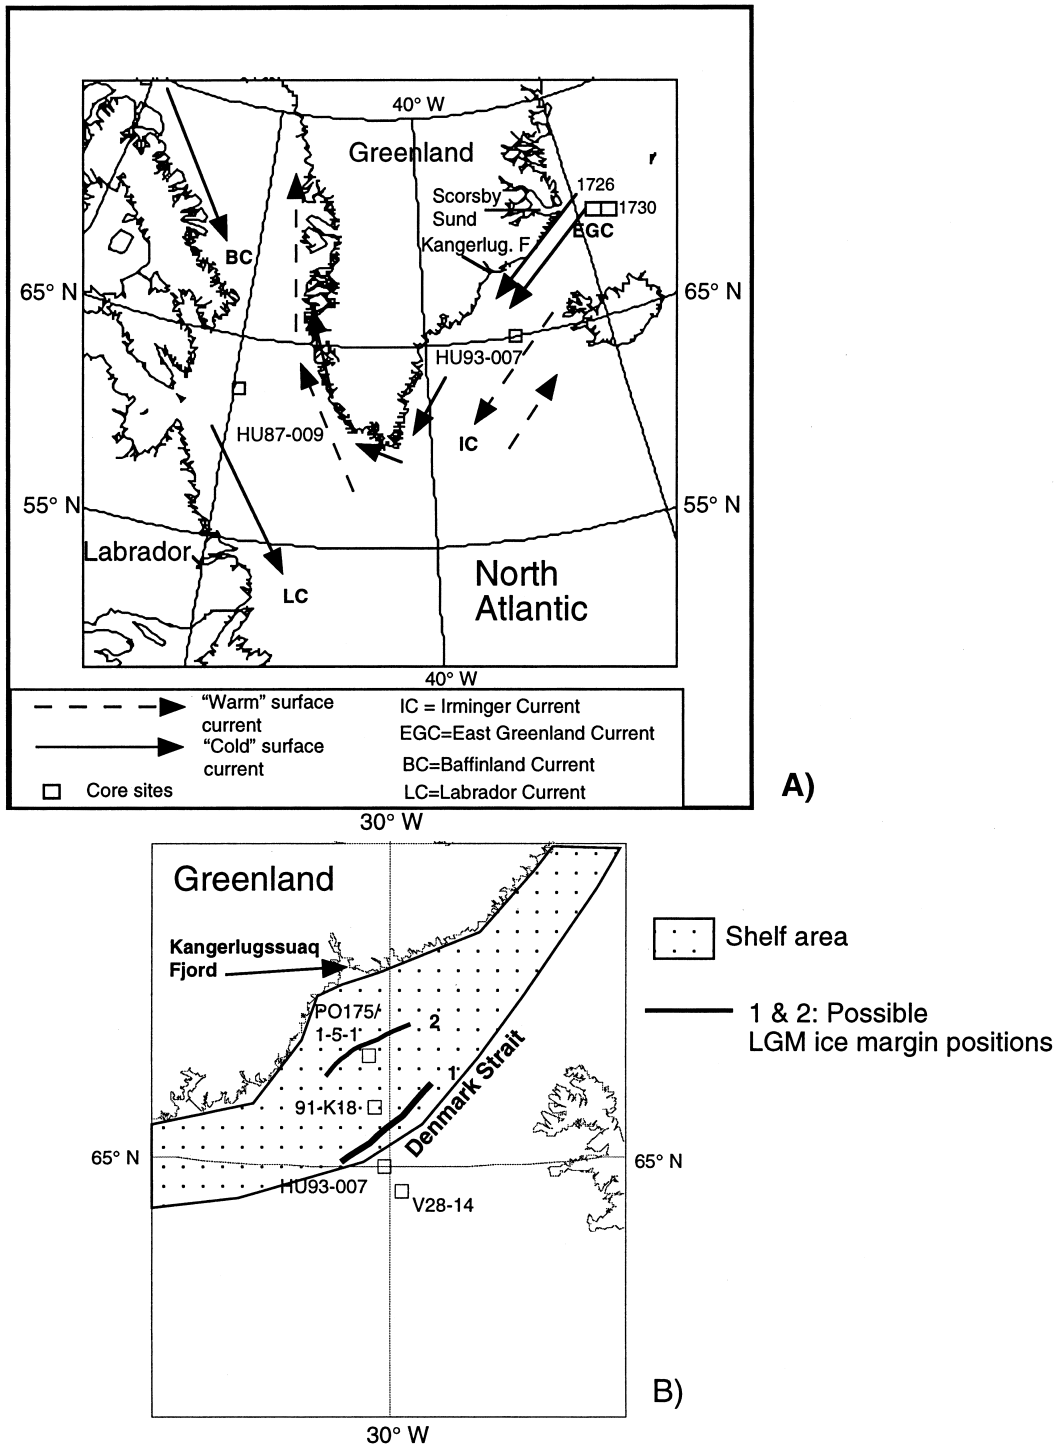 40° W
Greenland
Scorsby
Sund
Kangerlug. F
1726
1730
EGC
BC
65° N
65° N
HU93-007
HU87-009
IC
55° N
55° N
Labrador
LC
North
Atlantic
40° W
“Warm” surface
current
“Cold” surface
current
Core sites
IC = Irminger Current
EGC=East Greenland Current
BC=Baffinland Current
LC=Labrador Current
A)
30° W
Greenland
Kangerlugssuaq
Fjord
PO175/
1-5-1
2
1
91-K18
Denmark Strait
65° N
65° N
HU93-007
V28-14
Shelf area
1 & 2: Possible
LGM ice margin positions
B)
30° W